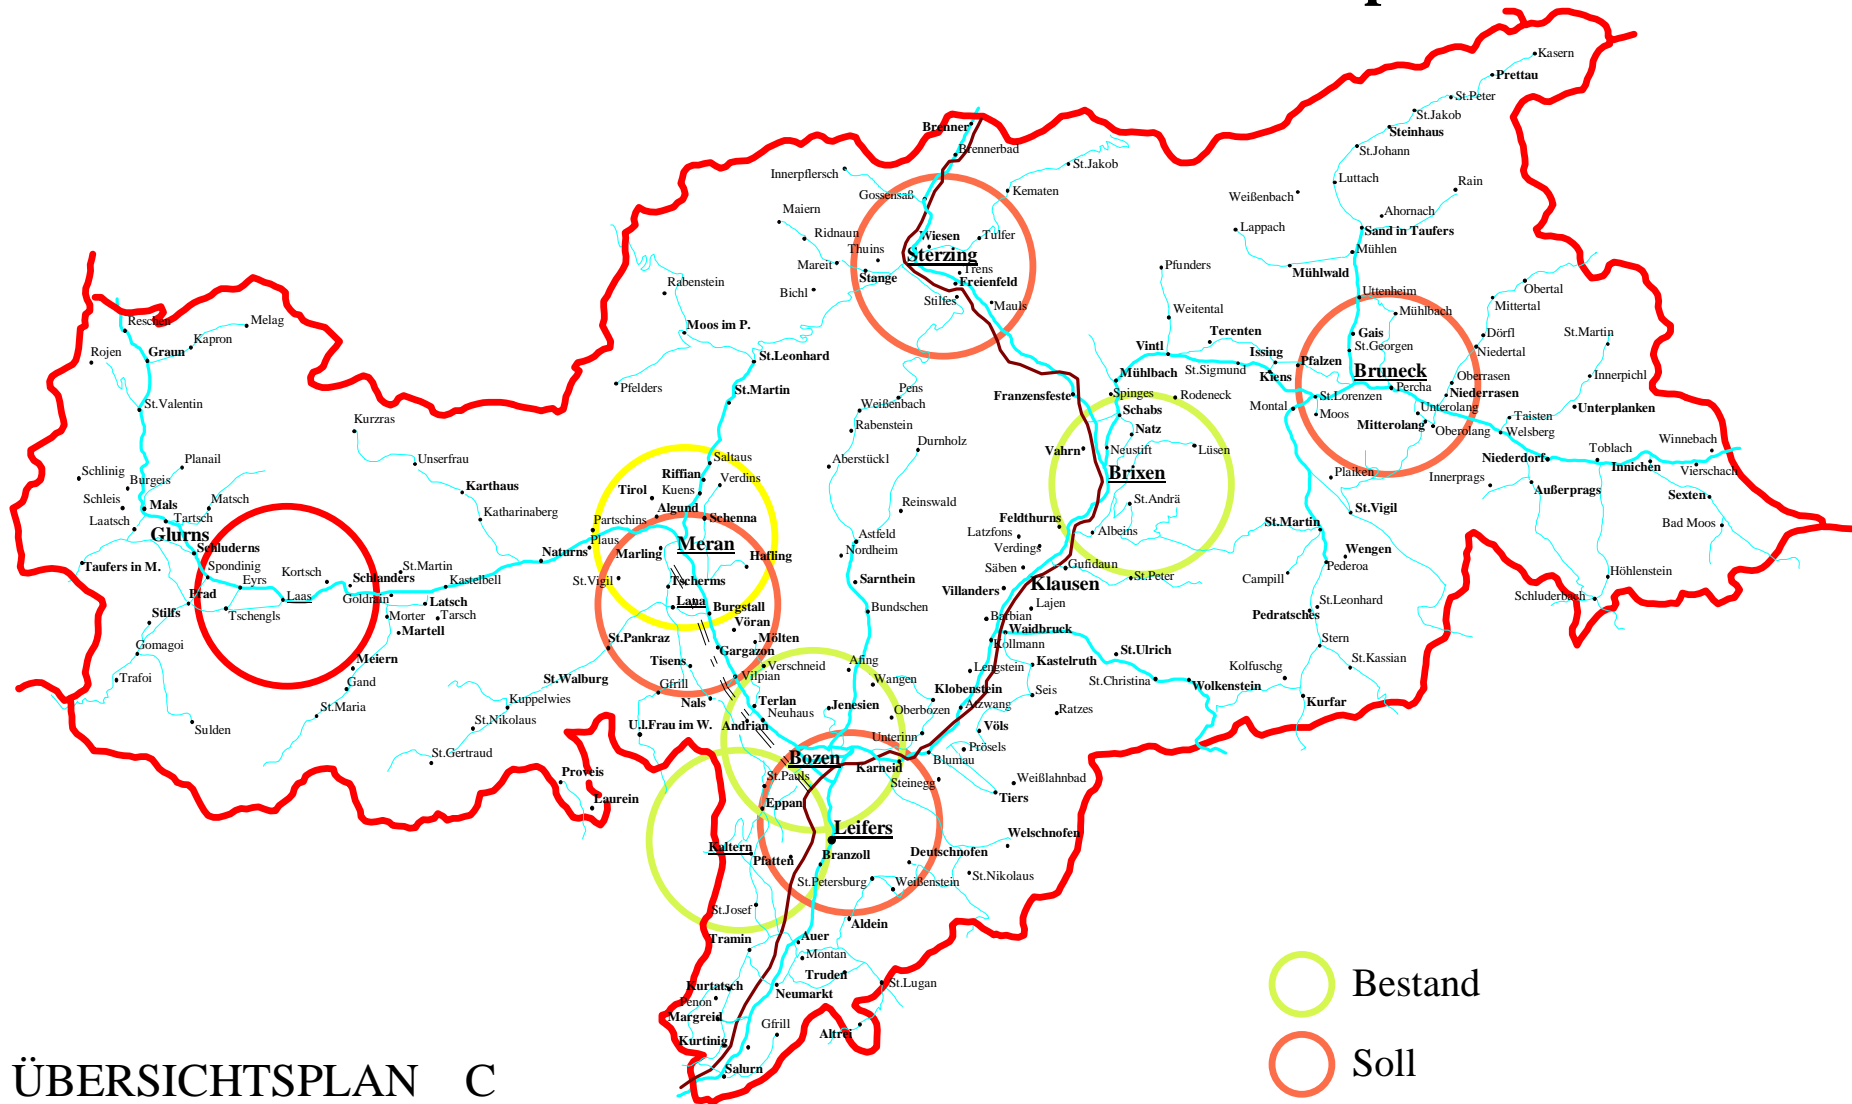 p
Kasern
Prettau
St.Peter
St.Jakob
Steinhaus
St.Johann
Brenner
Brennerbad
St.Jakob
Innerpflersch
Gossensaß
Kematen
Luttach
Rain
Weißenbach
Maiern
Ahornach
Ridnaun
Wiesen
Tulfer
Lappach
Sand in Taufers
Thuins
Sterzing
Mühlen
Mareit
Stange
Trens
Freienfeld
Pfunders
Mühlwald
Rabenstein
Bichl
Stilfes
Mauls
Uttenheim
Obertal
Mittertal
Weitental
Mühlbach
Reschen
Melag
Moos im P.
Terenten
Gais
Dörfl
St.Martin
Kapron
Rojen
Graun
St.Leonhard
Vintl
Issing
Pfalzen
St.Georgen
Niedertal
St.Sigmund
Kiens
Bruneck
Mühlbach
Oberrasen
Innerpichl
Pfelders
St.Martin
Pens
Franzensfeste
Spinges
Rodeneck
St.Lorenzen
Percha
Niederrasen
St.Valentin
Weißenbach
Montal
Moos
Unterolang
Unterplanken
Schabs
Taisten
Kurzras
Rabenstein
Natz
Mitterolang
Oberolang
Welsberg
Durnholz
Vahrn
Neustift
Lüsen
Toblach
Winnebach
Unserfrau
Saltaus
Aberstückl
Niederdorf
Innichen
Vierschach
Planail
Schlinig
Burgeis
Riffian
Verdins
Brixen
Plaiken
Innerprags
Außerprags
Sexten
Karthaus
Tirol
Kuens
Schleis
Mals
Matsch
Reinswald
St.Andrä
Katharinaberg
Algund
Schenna
St.Vigil
Laatsch
Tartsch
Partschins
Feldthurns
St.Martin
Bad Moos
Glurns
Plaus
Meran
Astfeld
Latzfons
Albeins
Schluderns
Naturns
Marling
Hafling
Nordheim
Verdings
Wengen
Taufers in M.
Spondinig
St.Martin
Säben
Gufidaun
Pederoa
Kortsch
Schlanders
Kastelbell
St.Vigil
Tscherms
Sarnthein
St.Peter
Campill
Höhlenstein
Eyrs
Villanders
Klausen
Prad
Laas
Goldrain
Latsch
Lana
Burgstall
Bundschen
Lajen
St.Leonhard
Schluderbach
Stilfs
Tschengls
Morter
Tarsch
Barbian
Pedratsches
Martell
Vöran
Waidbruck
Gomagoi
St.Pankraz
Mölten
Kollmann
Stern
Meiern
Tisens
Gargazon
Verschneid
Afing
Lengstein
Kastelruth
St.Ulrich
St.Kassian
Trafoi
Gand
St.Walburg
Gfrill
Vilpian
Wangen
Klobenstein
Seis
St.Christina
Wolkenstein
Kolfuschg
St.Maria
Kuppelwies
Nals
Terlan
Jenesien
Oberbozen
Atzwang
Ratzes
Kurfar
Sulden
St.Nikolaus
U.l.Frau im W.
Neuhaus
Andrian
Völs
Unterinn
Prösels
St.Gertraud
Bozen
Karneid
Blumau
Proveis
St.Pauls
Steinegg
Weißlahnbad
Tiers
Laurein
Eppan
Leifers
Welschnofen
Kaltern
Pfatten
Branzoll
Deutschnofen
St.Petersburg
Weißenstein
St.Nikolaus
St.Josef
Aldein
Tramin
Auer
Montan
Truden
Bestand
Kurtatsch
Neumarkt
St.Lugan
Penon
Margreid
Gfrill
Altrei
Kurtinig
Soll
Salurn
ÜBERSICHTSPLAN C